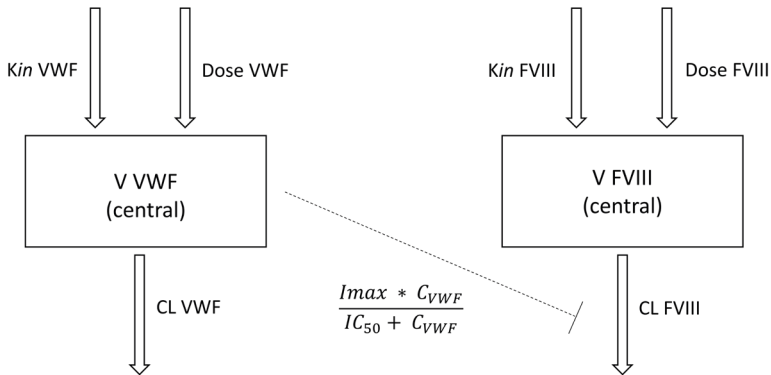 Kin VWF
Dose VWF
Kin FVIII
Dose FVIII
V VWF
(central)
V FVIII
(central)
CL VWF
Imax * C_VWF
IC_50 + C_VWF
CL FVIII